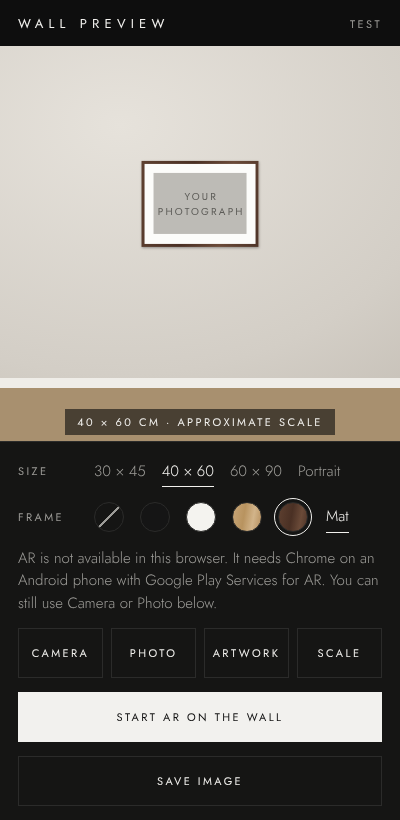 WALL PREVIEW
TEST
YOUR
PHOTOGRAPH
40 × 60 CM · APPROXIMATE SCALE
SIZE 30 × 45 40 × 60 60 × 90 Portrait
FRAME Mat
AR is not available in this browser. It needs Chrome on an
Android phone with Google Play Services for AR. You can
still use Camera or Photo below.
CAMERA PHOTO ARTWORK SCALE
START AR ON THE WALL
SAVE IMAGE